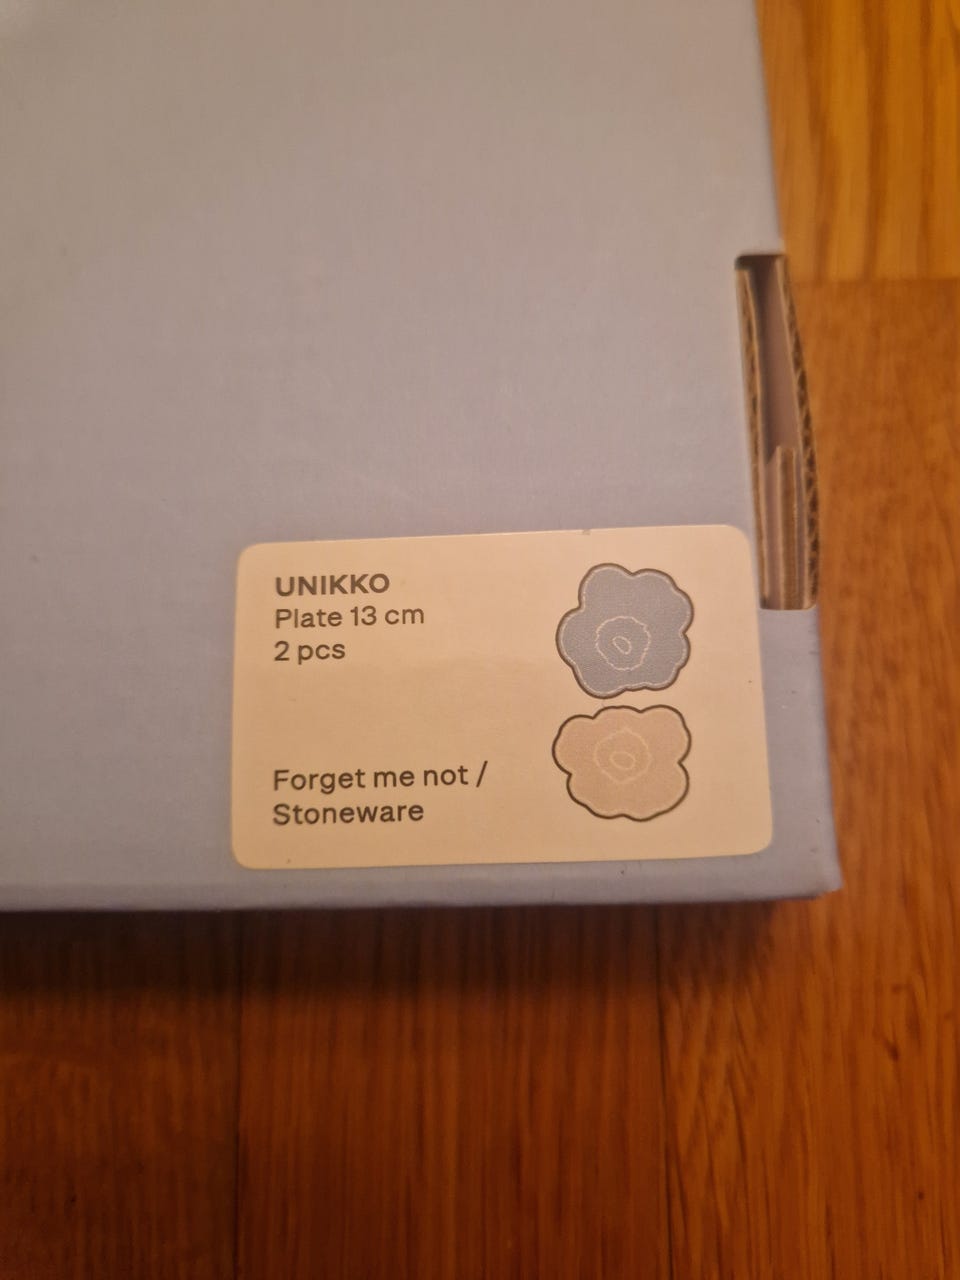 UNIKKO
Plate 13 cm
2 pcs
Forget me not /
Stoneware